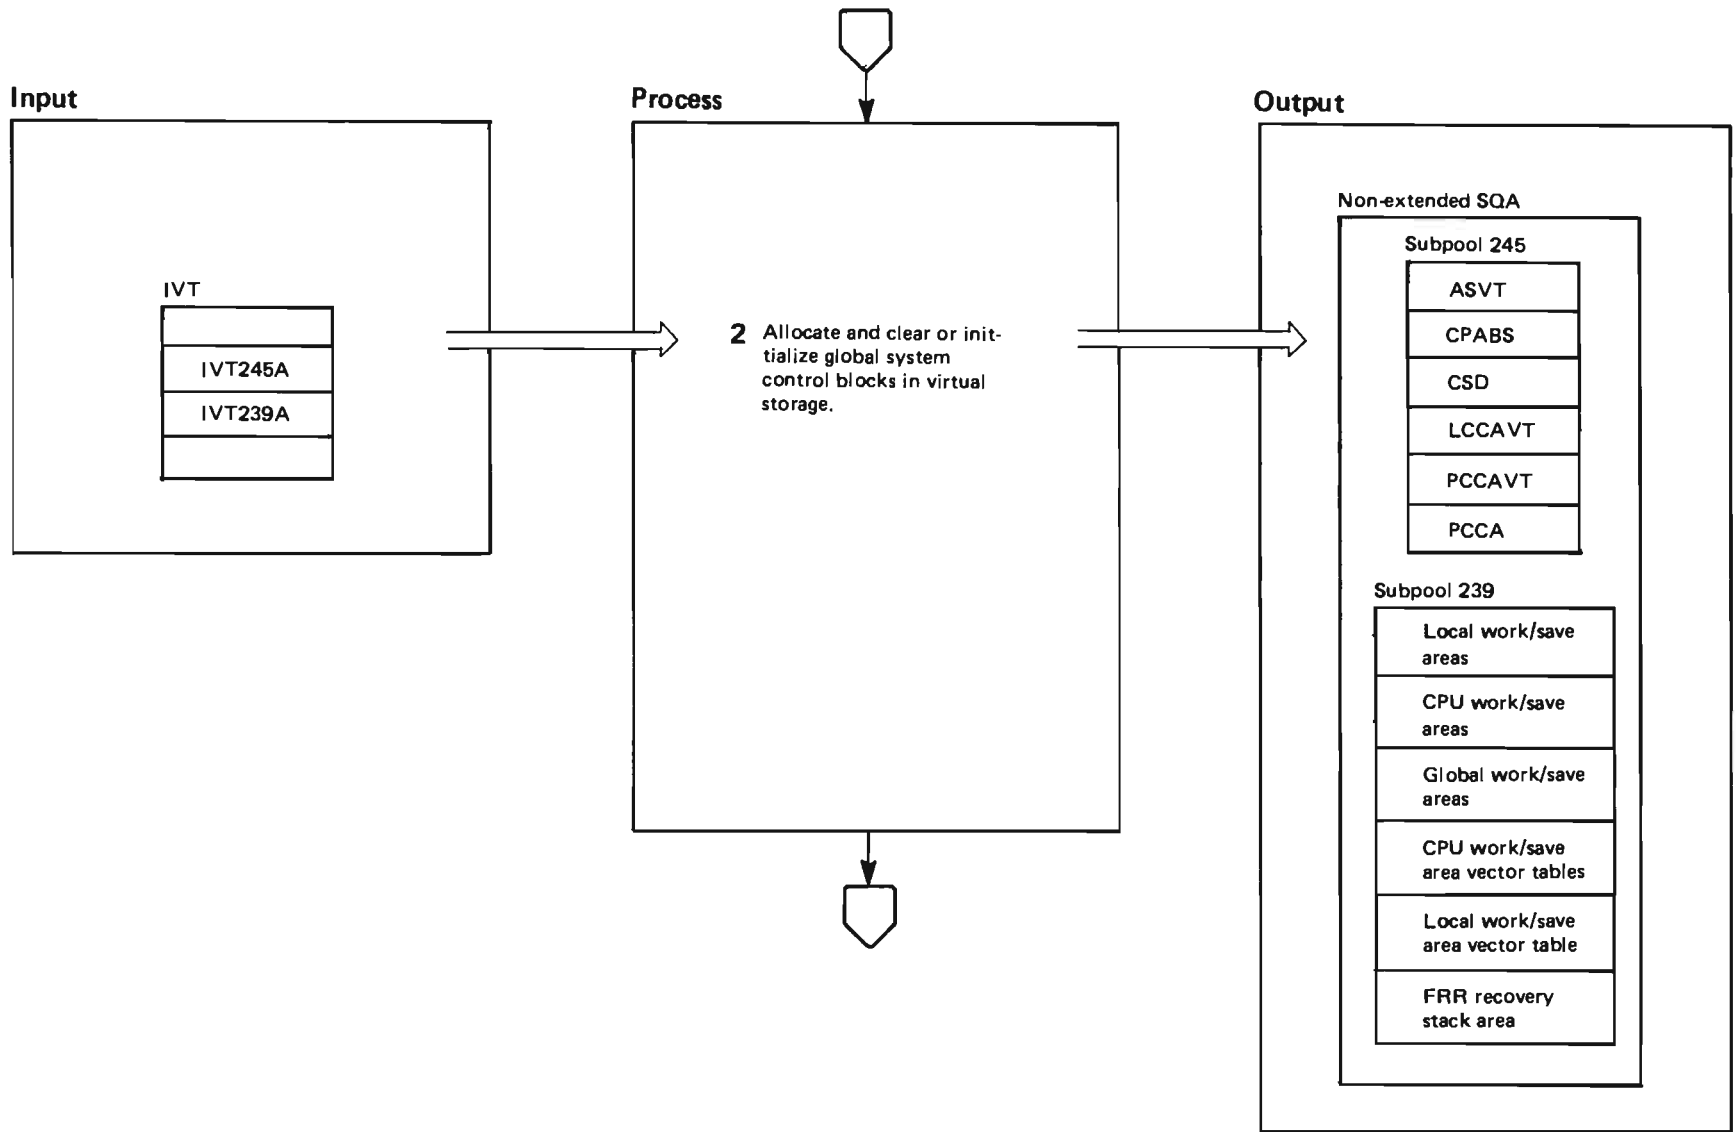 Input
IVT
IVT245A
IVT239A
Process
2 Allocate and clear or init-
tialize global system
control blocks in virtual
storage.
Output
Non-extended SQA
Subpool 245
ASVT
CPABS
CSD
LCCAVT
PCCAVT
PCCA
Subpool 239
Local work/save
areas
CPU work/save
areas
Global work/save
areas
CPU work/save
area vector tables
Local work/save
area vector table
FRR recovery
stack area